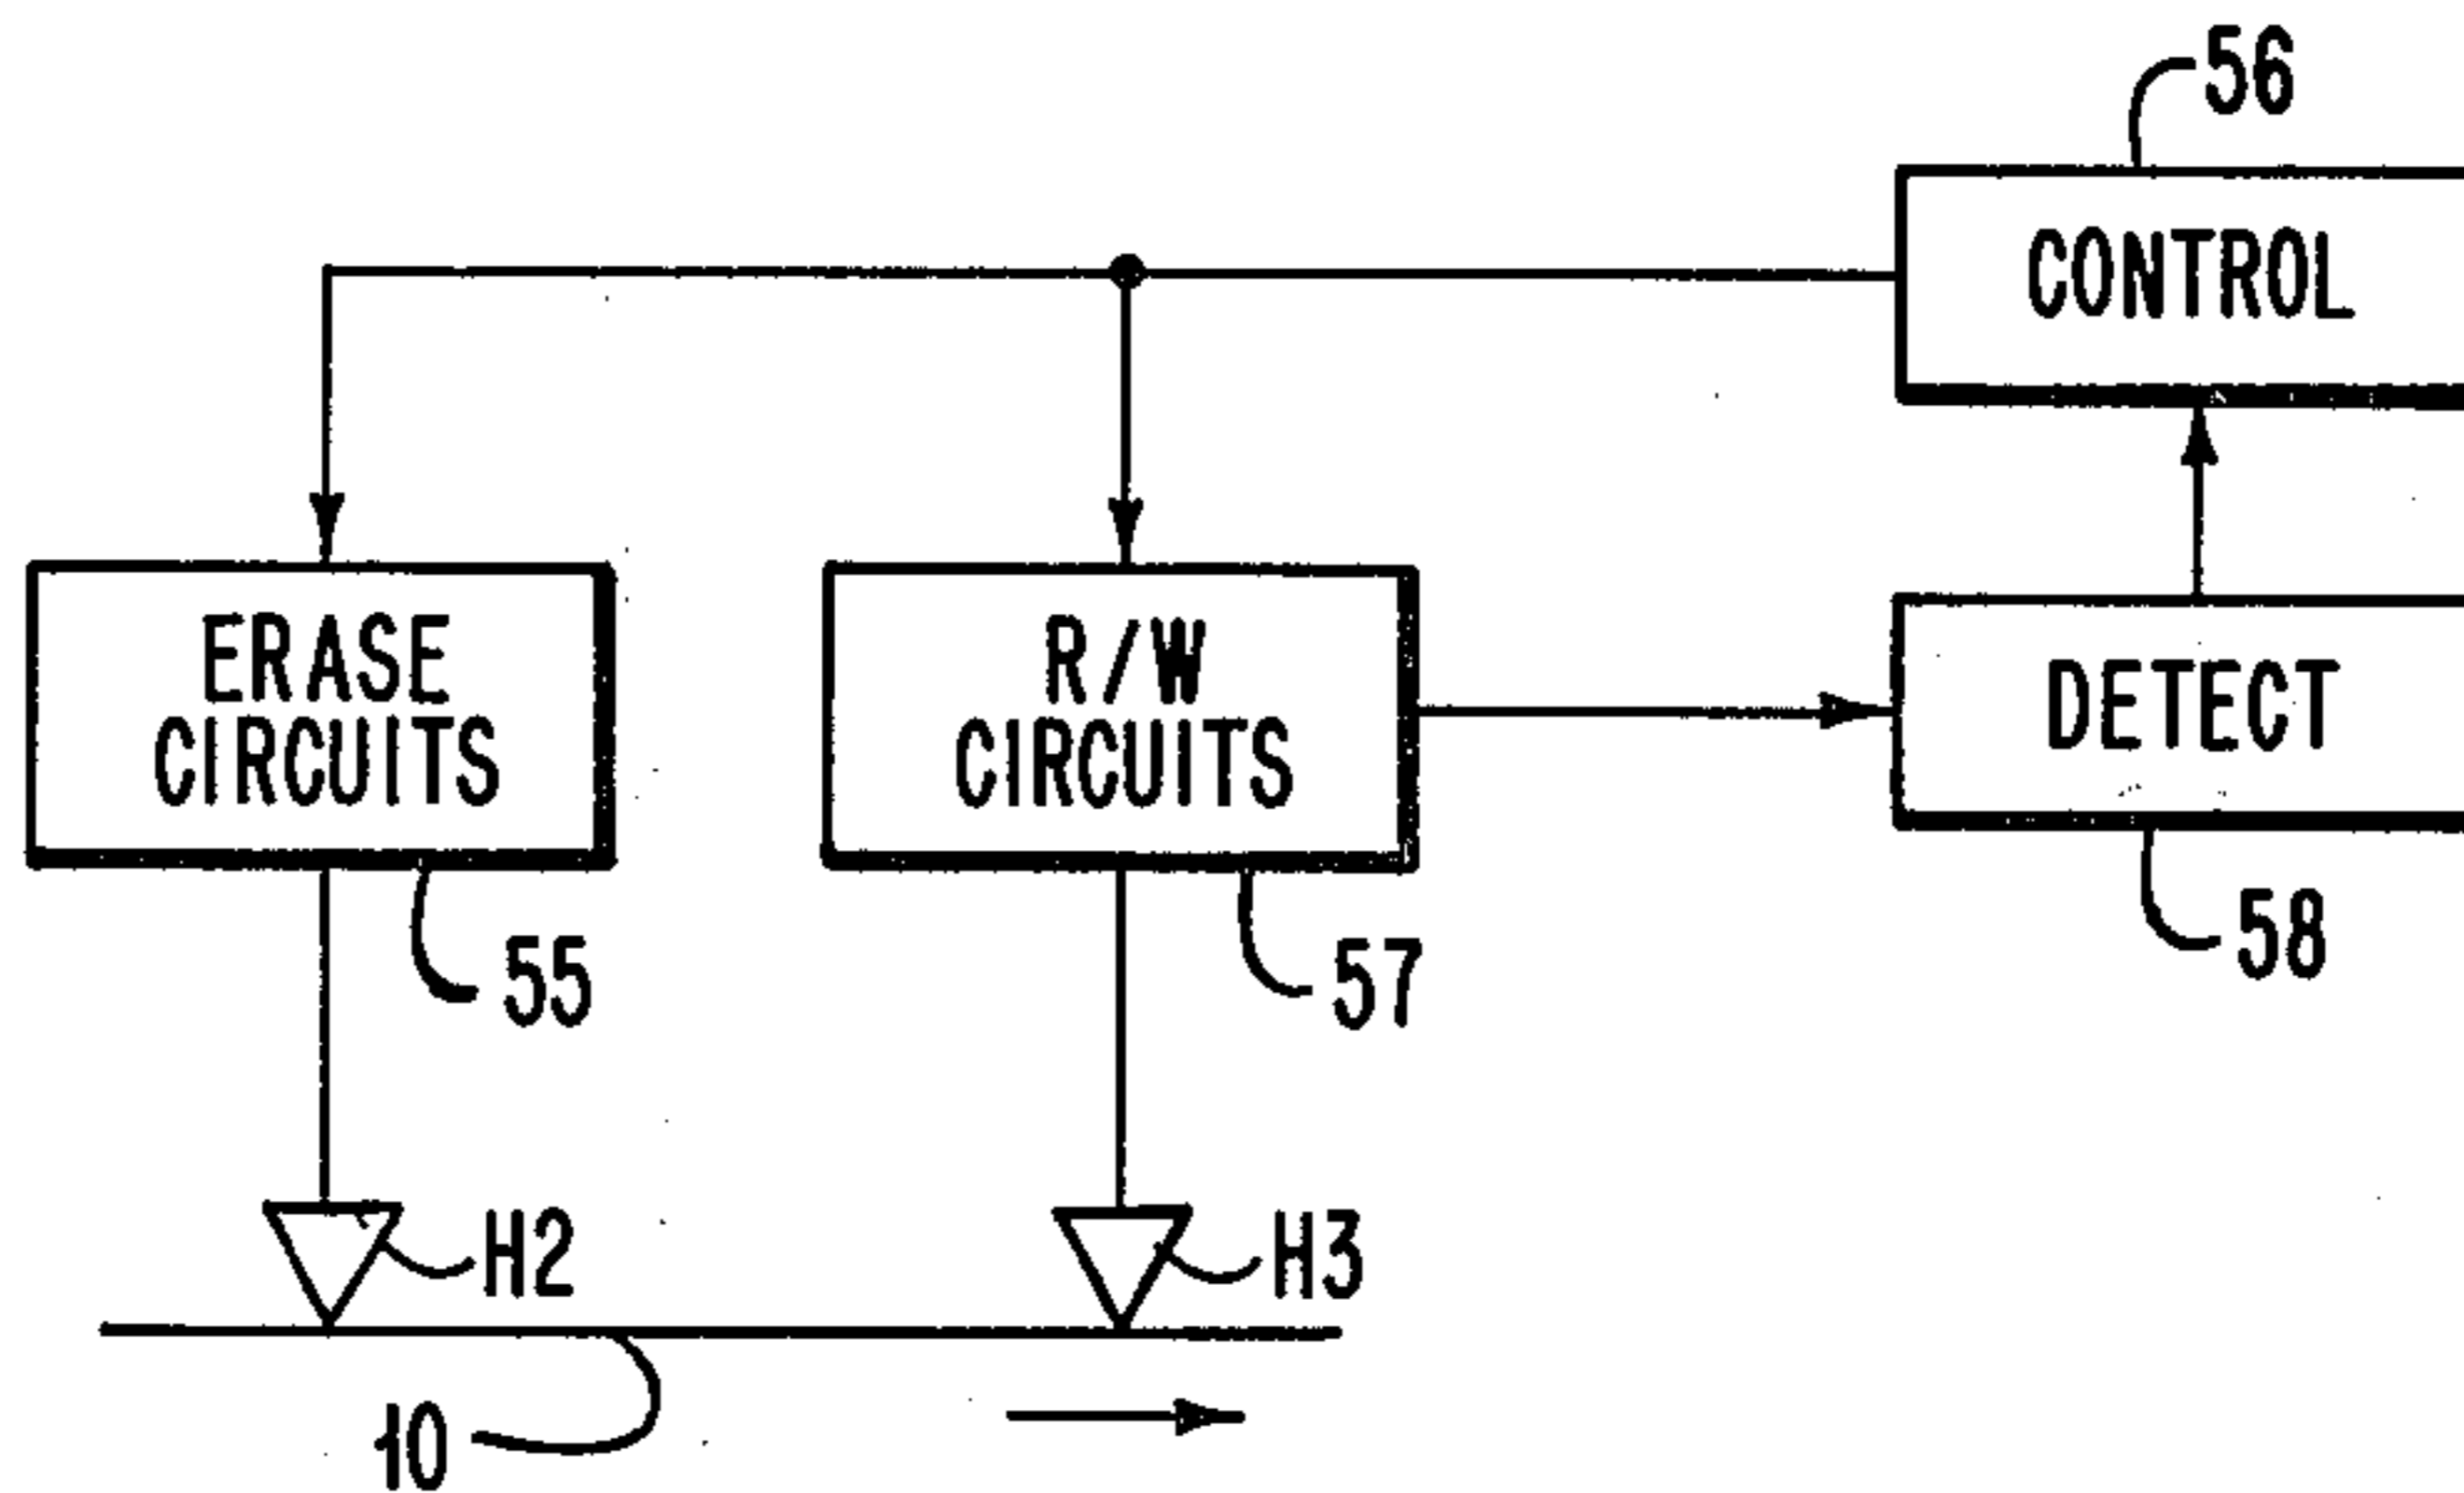 56
CONTROL
ERASE
CIRCUITS
R/W
CIRCUITS
DETECT
55
57
58
H2
H3
10